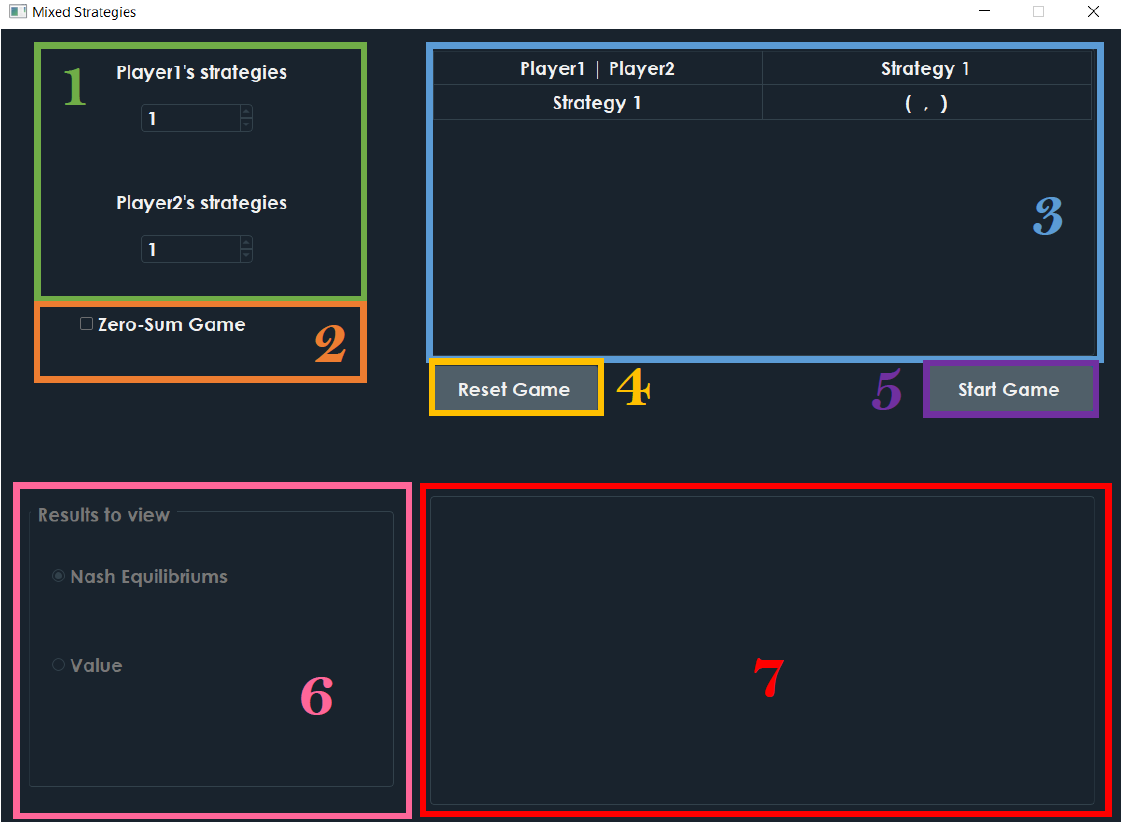 Mixed Strategies
1
Player1's strategies
1
Player2's strategies
1
Zero-Sum Game
2
Player1 | Player2 Strategy 1
Strategy 1 ( , )
3
Reset Game
4
5
Start Game
Results to view
Nash Equilibriums
Value
6
7